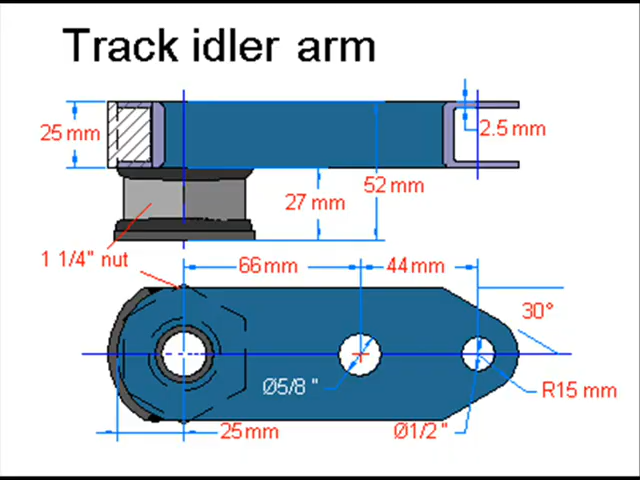 Track idler arm
25 mm
2.5 mm
52 mm
27 mm
1 1/4" nut
66 mm
44 mm
30°
Ø5/8 "
R15 mm
25 mm
Ø1/2"